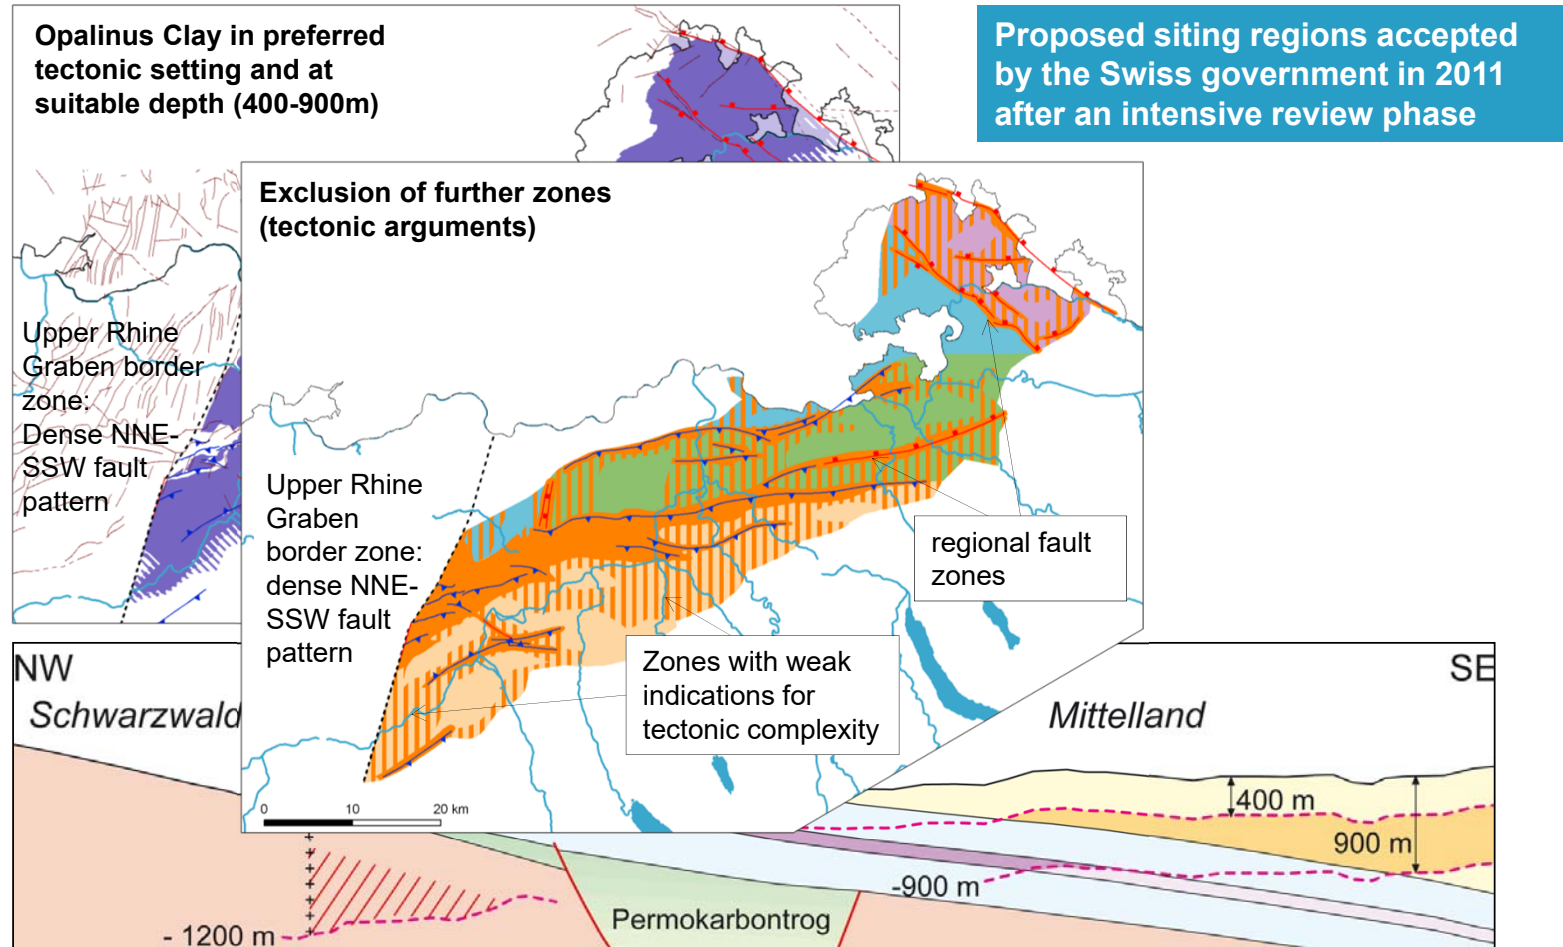 Opalinus Clay in preferred
tectonic setting and at
suitable depth (400-900m)
Proposed siting regions accepted
by the Swiss government in 2011
after an intensive review phase
Exclusion of further zones
(tectonic arguments)
Upper Rhine
Graben border
zone:
Dense NNE-
SSW fault
pattern
Upper Rhine
Graben
border zone:
dense NNE-
SSW fault
pattern
regional fault
zones
Zones with weak
indications for
tectonic complexity
0 10 20 km
NW
SE
Schwarzwald
Mittelland
400 m
900 m
-900 m
Permokarbontrog
- 1200 m